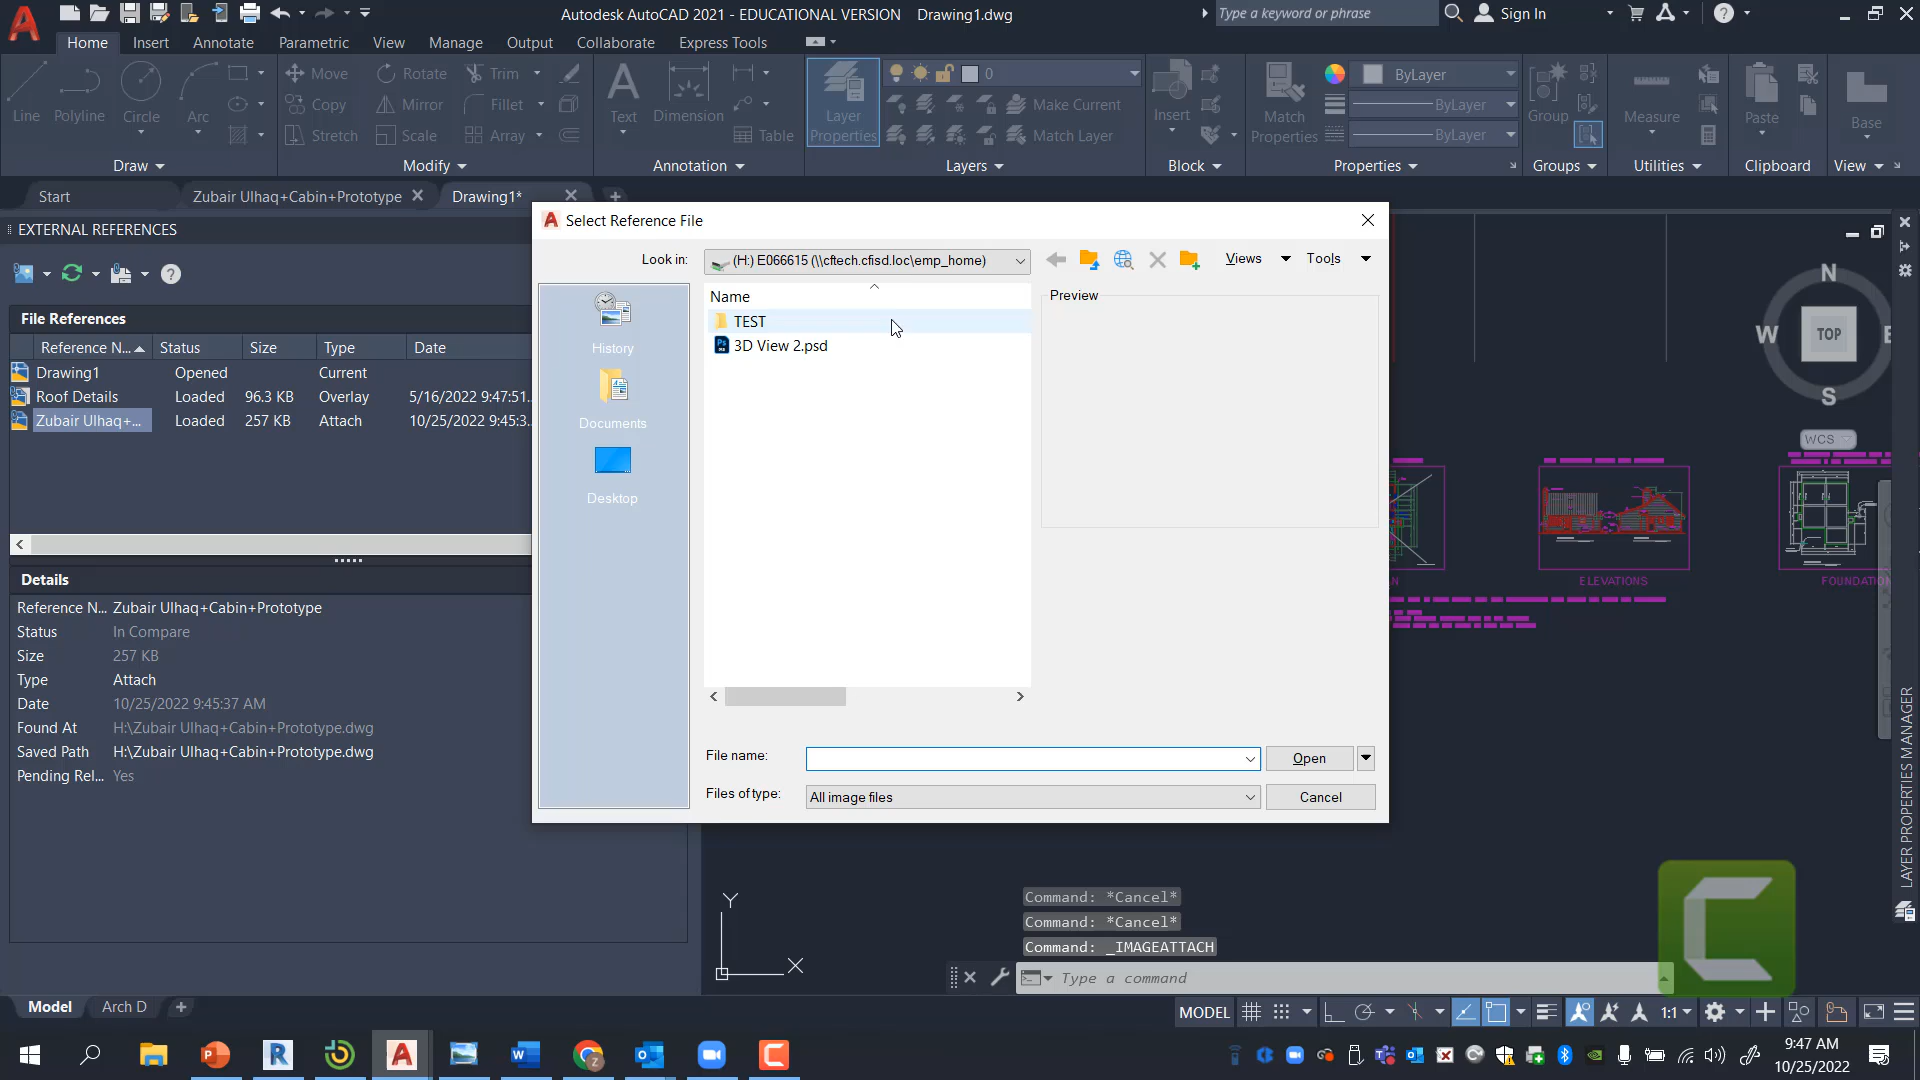 Autodesk AutoCAD 2021 - EDUCATIONAL VERSION Drawing1.dwg
Type a keyword or phrase
Sign In
Home Insert Annotate Parametric View Manage Output Collaborate Express Tools
Line Polyline Circle Arc
Move Rotate Trim
Copy Mirror Fillet
Stretch Scale Array
Text Dimension Table
Layer Properties
0
Make Current
Match Layer
Insert
Match Properties
ByLayer
ByLayer
ByLayer
Group
Measure
Paste
Base
Draw Modify Annotation Layers Block Properties Groups Utilities Clipboard View
Start Zubair Ulhaq+Cabin+Prototype Drawing1*
EXTERNAL REFERENCES
File References
Reference N... Status Size Type Date
Drawing1 Opened Current
Roof Details Loaded 96.3 KB Overlay 5/16/2022 9:47:51...
Zubair Ulhaq+... Loaded 257 KB Attach 10/25/2022 9:45:3...
Details
Reference N... Zubair Ulhaq+Cabin+Prototype
Status In Compare
Size 257 KB
Type Attach
Date 10/25/2022 9:45:37 AM
Found At H:\Zubair Ulhaq+Cabin+Prototype.dwg
Saved Path H:\Zubair Ulhaq+Cabin+Prototype.dwg
Pending Rel... Yes
Select Reference File
Look in: (H:) E066615 (\\cftech.cfisd.loc\emp_home)
Views Tools
History
Documents
Desktop
Name
TEST
Ps 3D View 2.psd
Preview
File name:
Open
Files of type: All image files
Cancel
N
W TOP E
S
WCS
ELEVATIONS
FOUNDATION
LAYER PROPERTIES MANAGER
Y
X
Command: *Cancel*
Command: *Cancel*
Command: _IMAGEATTACH
Type a command
Model Arch D
MODEL 1:1
9:47 AM
10/25/2022